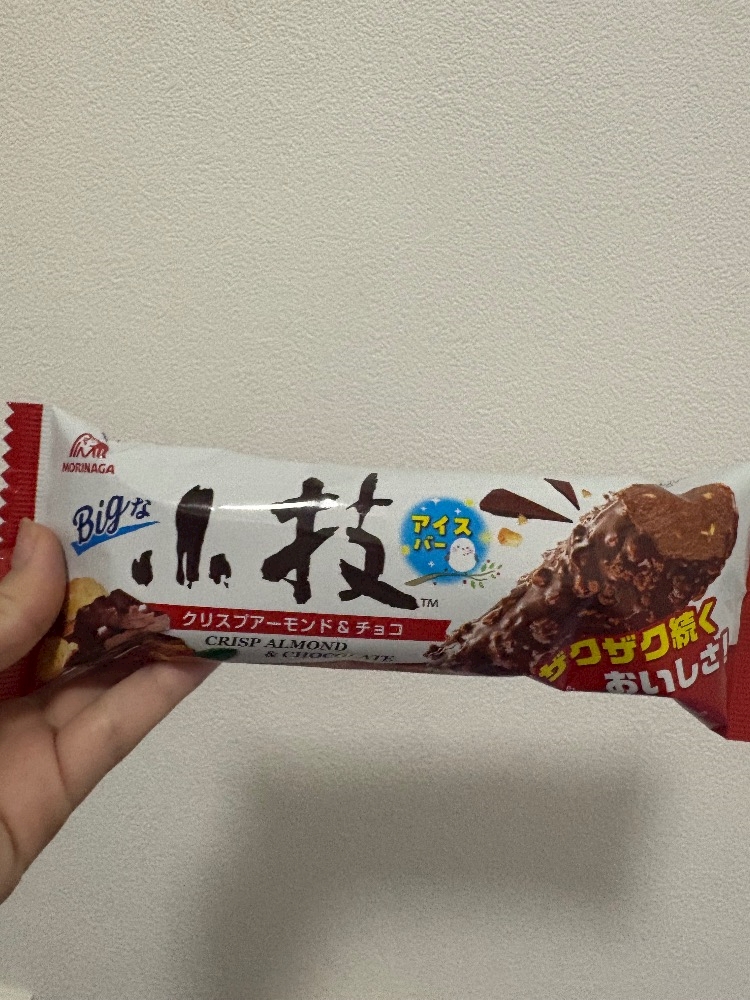 MORINAGA
Bigな
小枝
TM
アイス
バー
クリスプアーモンド&チョコ
CRISP ALMOND
& CHOCOLATE
ザクザク続く
おいしさ!